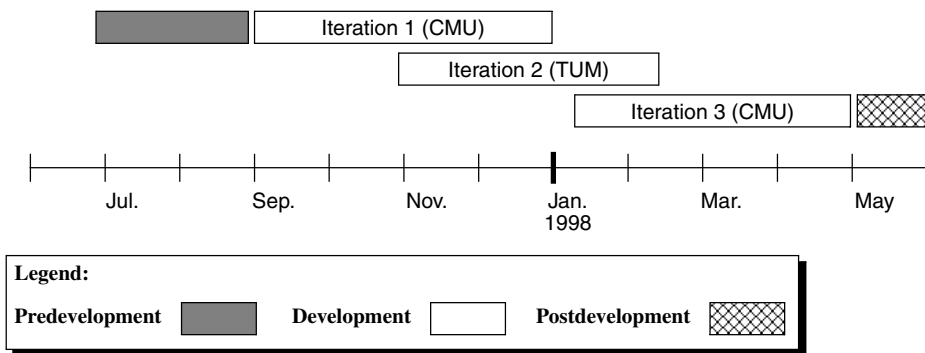 Iteration 1 (CMU)
Iteration 2 (TUM)
Iteration 3 (CMU)
Jul. Sep. Nov. Jan. Mar. May
1998
Legend:
Predevelopment Development Postdevelopment